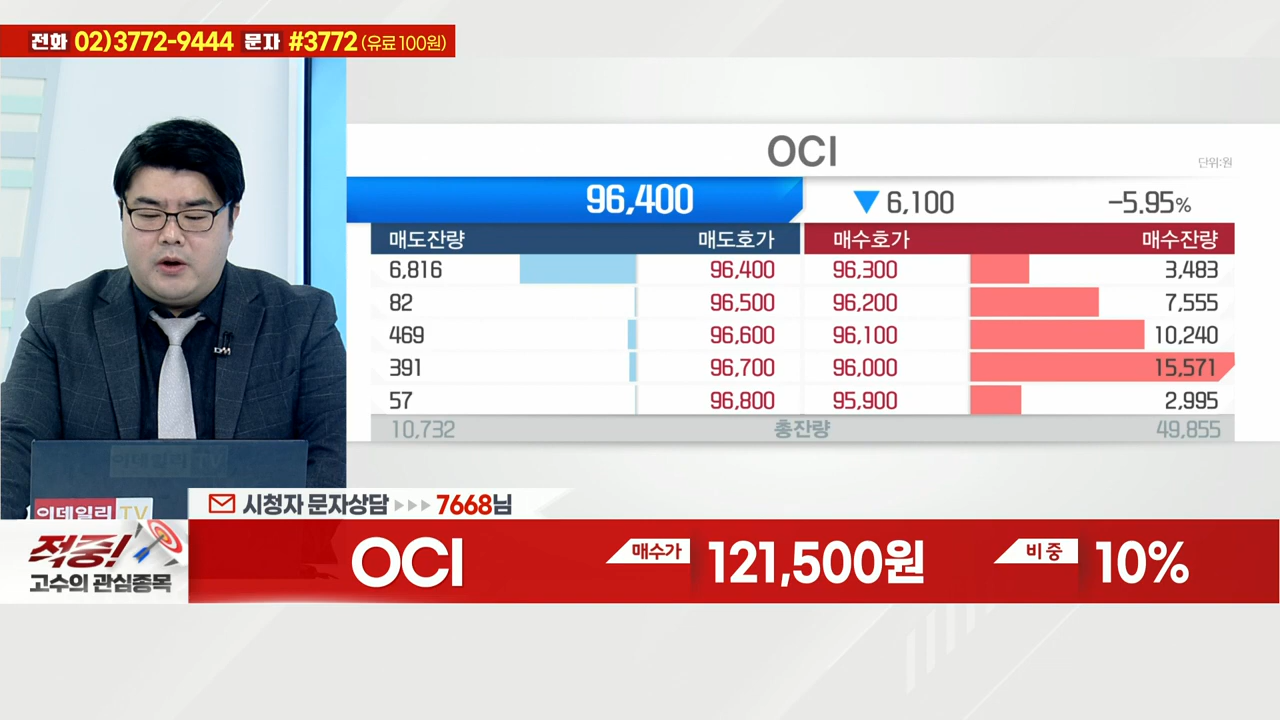 전화 02)3772-9444 문자 #3772 (유료 100원)
OCI
단위:원
96,400 ▼ 6,100 -5.95%
매도잔량 매도호가 매수호가 매수잔량
6,816 96,400 96,300 3,483
82 96,500 96,200 7,555
469 96,600 96,100 10,240
391 96,700 96,000 15,571
57 96,800 95,900 2,995
10,732 총잔량 49,855
이데일리 TV
이데일리 TV
시청자 문자상담 ▶▶▶ 7668님
적중!
고수의 관심종목
OCI 매수가 121,500원 비중 10%